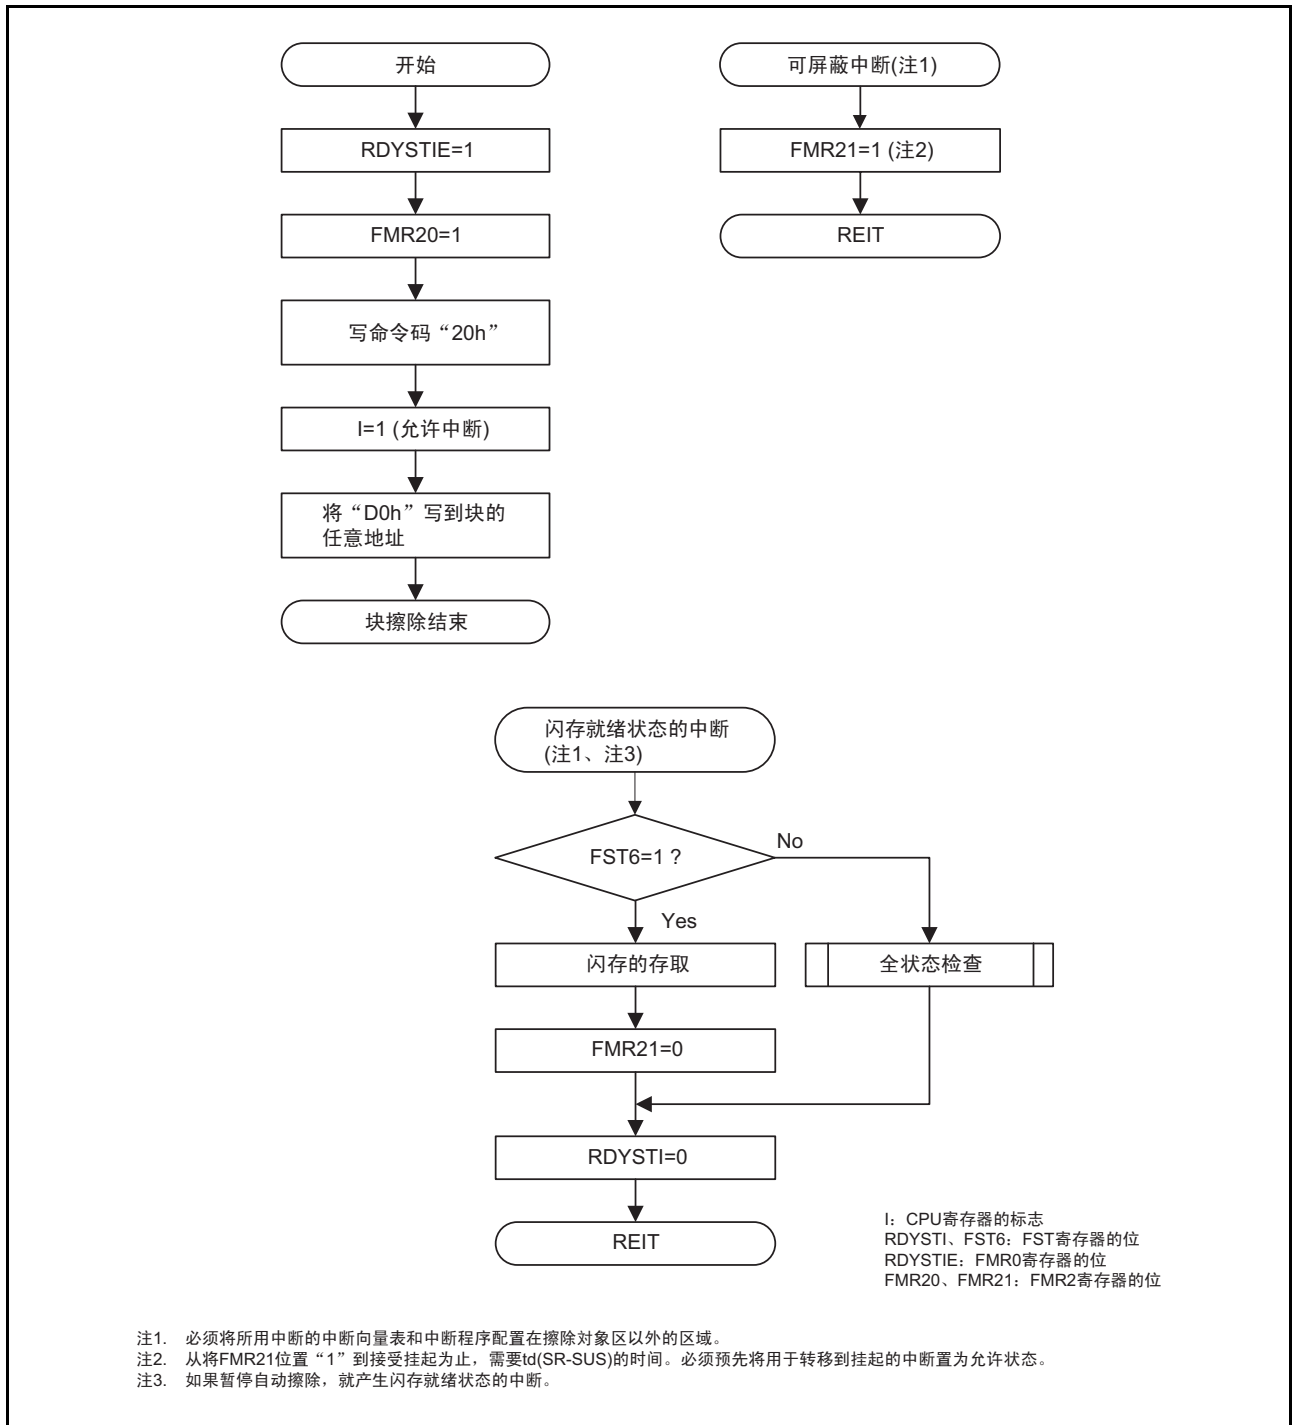 开始
RDYSTIE=1
FMR20=1
写命令码“20h”
I=1 (允许中断)
将“D0h”写到块的
任意地址
块擦除结束
可屏蔽中断(注1)
FMR21=1 (注2)
REIT
闪存就绪状态的中断
(注1、注3)
FST6=1 ?
No
Yes
闪存的存取
全状态检查
FMR21=0
RDYSTI=0
REIT
I：CPU寄存器的标志
RDYSTI、FST6：FST寄存器的位
RDYSTIE：FMR0寄存器的位
FMR20、FMR21：FMR2寄存器的位
注1. 必须将所用中断的中断向量表和中断程序配置在擦除对象区以外的区域。
注2. 从将FMR21位置“1”到接受挂起为止，需要td(SR-SUS)的时间。必须预先将用于转移到挂起的中断置为允许状态。
注3. 如果暂停自动擦除，就产生闪存就绪状态的中断。